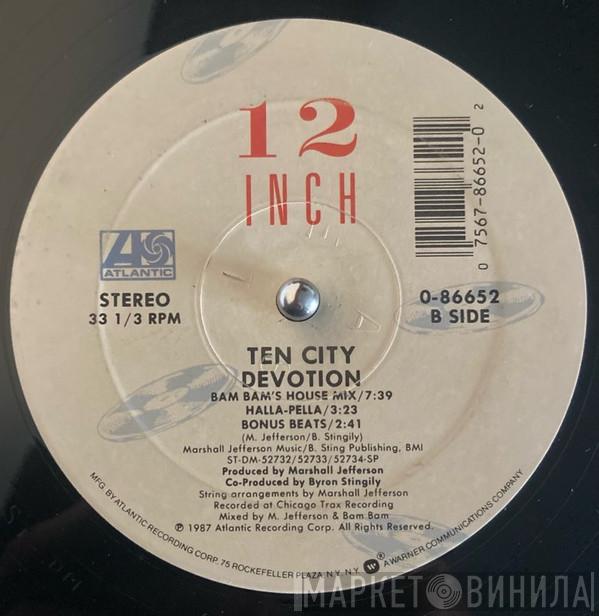 12
INCH
0 7567-86652-0 2
ATLANTIC
STEREO
33 1/3 RPM
0-86652
B SIDE
TEN CITY
DEVOTION
BAM BAM'S HOUSE MIX/7:39
HALLA-PELLA/3:23
BONUS BEATS/2:41
(M. Jefferson/B. Stingily)
Marshall Jefferson Music/B. Sting Publishing, BMI
ST-DM-52732/52733/52734-SP
Produced by Marshall Jefferson
Co-Produced by Byron Stingily
String arrangements by Marshall Jefferson
Recorded at Chicago Trax Recording
Mixed by M. Jefferson & Bam Bam
℗ 1987 Atlantic Recording Corp. All Rights Reserved.
MFG. BY ATLANTIC RECORDING CORP. 75 ROCKEFELLER PLAZA N.Y. N.Y. ® A WARNER COMMUNICATIONS COMPANY
МАРКЕТ ВИНИЛА